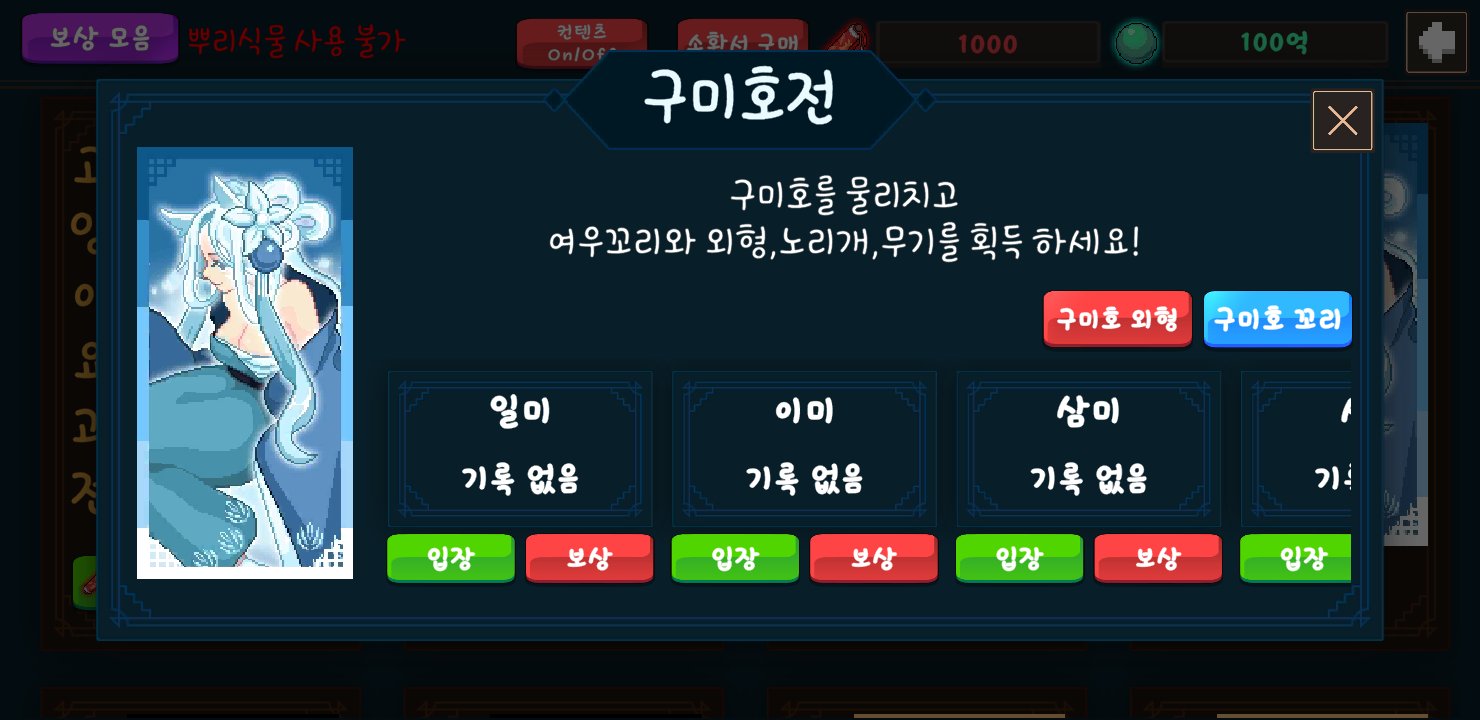 보상 모음
뿌리식물 사용 불가
컨텐츠
On/Off
소환서 구매
1000
100억
구미호전
구미호를 물리치고
여우꼬리와 외형,노리개,무기를 획득 하세요!
구미호 외형
구미호 꼬리
일미
이미
삼미
기록 없음
기록 없음
기록 없음
입장
보상
입장
보상
입장
보상
입장